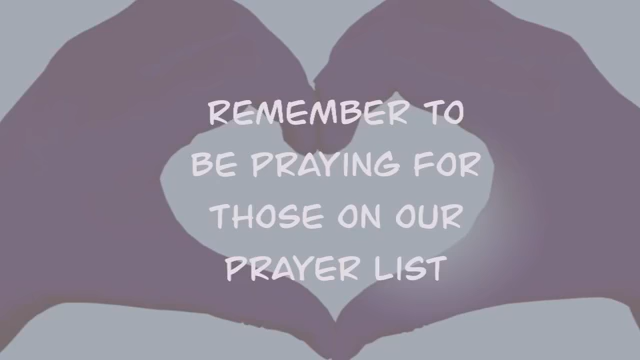 REMEMBER TO
BE PRAYING FOR
THOSE ON OUR
PRAYER LIST